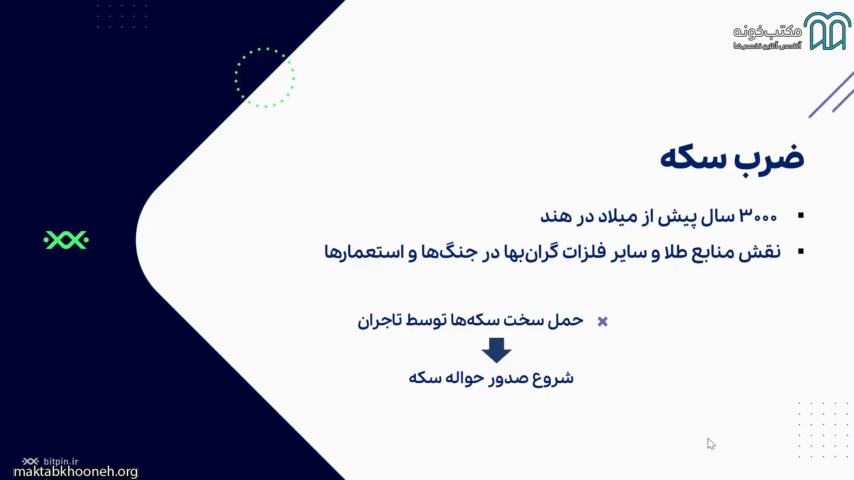 مکتب‌خونه
آکادمی آنلاین تخصص‌ها
ضرب سکه
۳۰۰۰ سال پیش از میلاد در هند
نقش منابع طلا و سایر فلزات گران‌بها در جنگ‌ها و استعمارها
حمل سخت سکه‌ها توسط تاجران
شروع صدور حواله سکه
bitpin.ir
maktabkhooneh.org